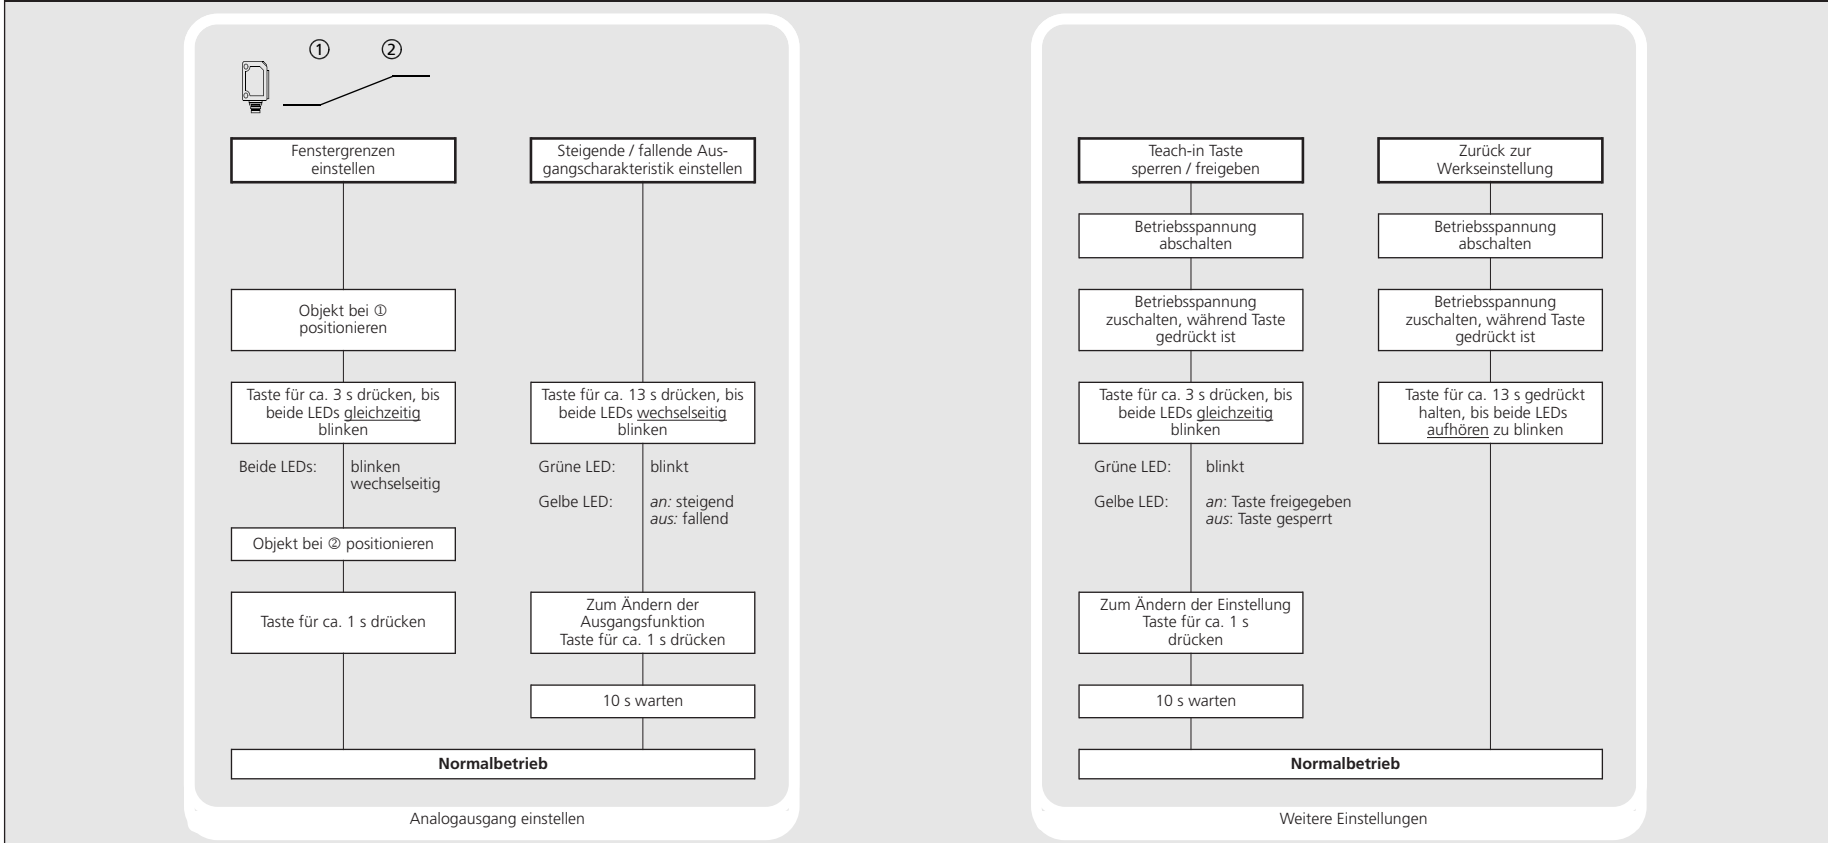 ① ②
Fenstergrenzen
einstellen
Objekt bei ①
positionieren
Taste für ca. 3 s drücken, bis
beide LEDs gleichzeitig
blinken
Beide LEDs: blinken
wechselseitig
Objekt bei ② positionieren
Taste für ca. 1 s drücken
Steigende / fallende Aus-
gangscharakteristik einstellen
Taste für ca. 13 s drücken, bis
beide LEDs wechselseitig
blinken
Grüne LED: blinkt
Gelbe LED: an: steigend
aus: fallend
Zum Ändern der
Ausgangsfunktion
Taste für ca. 1 s drücken
10 s warten
Normalbetrieb
Analogausgang einstellen
Teach-in Taste
sperren / freigeben
Betriebsspannung
abschalten
Betriebsspannung
zuschalten, während Taste
gedrückt ist
Taste für ca. 3 s drücken, bis
beide LEDs gleichzeitig
blinken
Grüne LED: blinkt
Gelbe LED: an: Taste freigegeben
aus: Taste gesperrt
Zum Ändern der Einstellung
Taste für ca. 1 s
drücken
10 s warten
Zurück zur
Werkseinstellung
Betriebsspannung
abschalten
Betriebsspannung
zuschalten, während Taste
gedrückt ist
Taste für ca. 13 s gedrückt
halten, bis beide LEDs
aufhören zu blinken
Normalbetrieb
Weitere Einstellungen